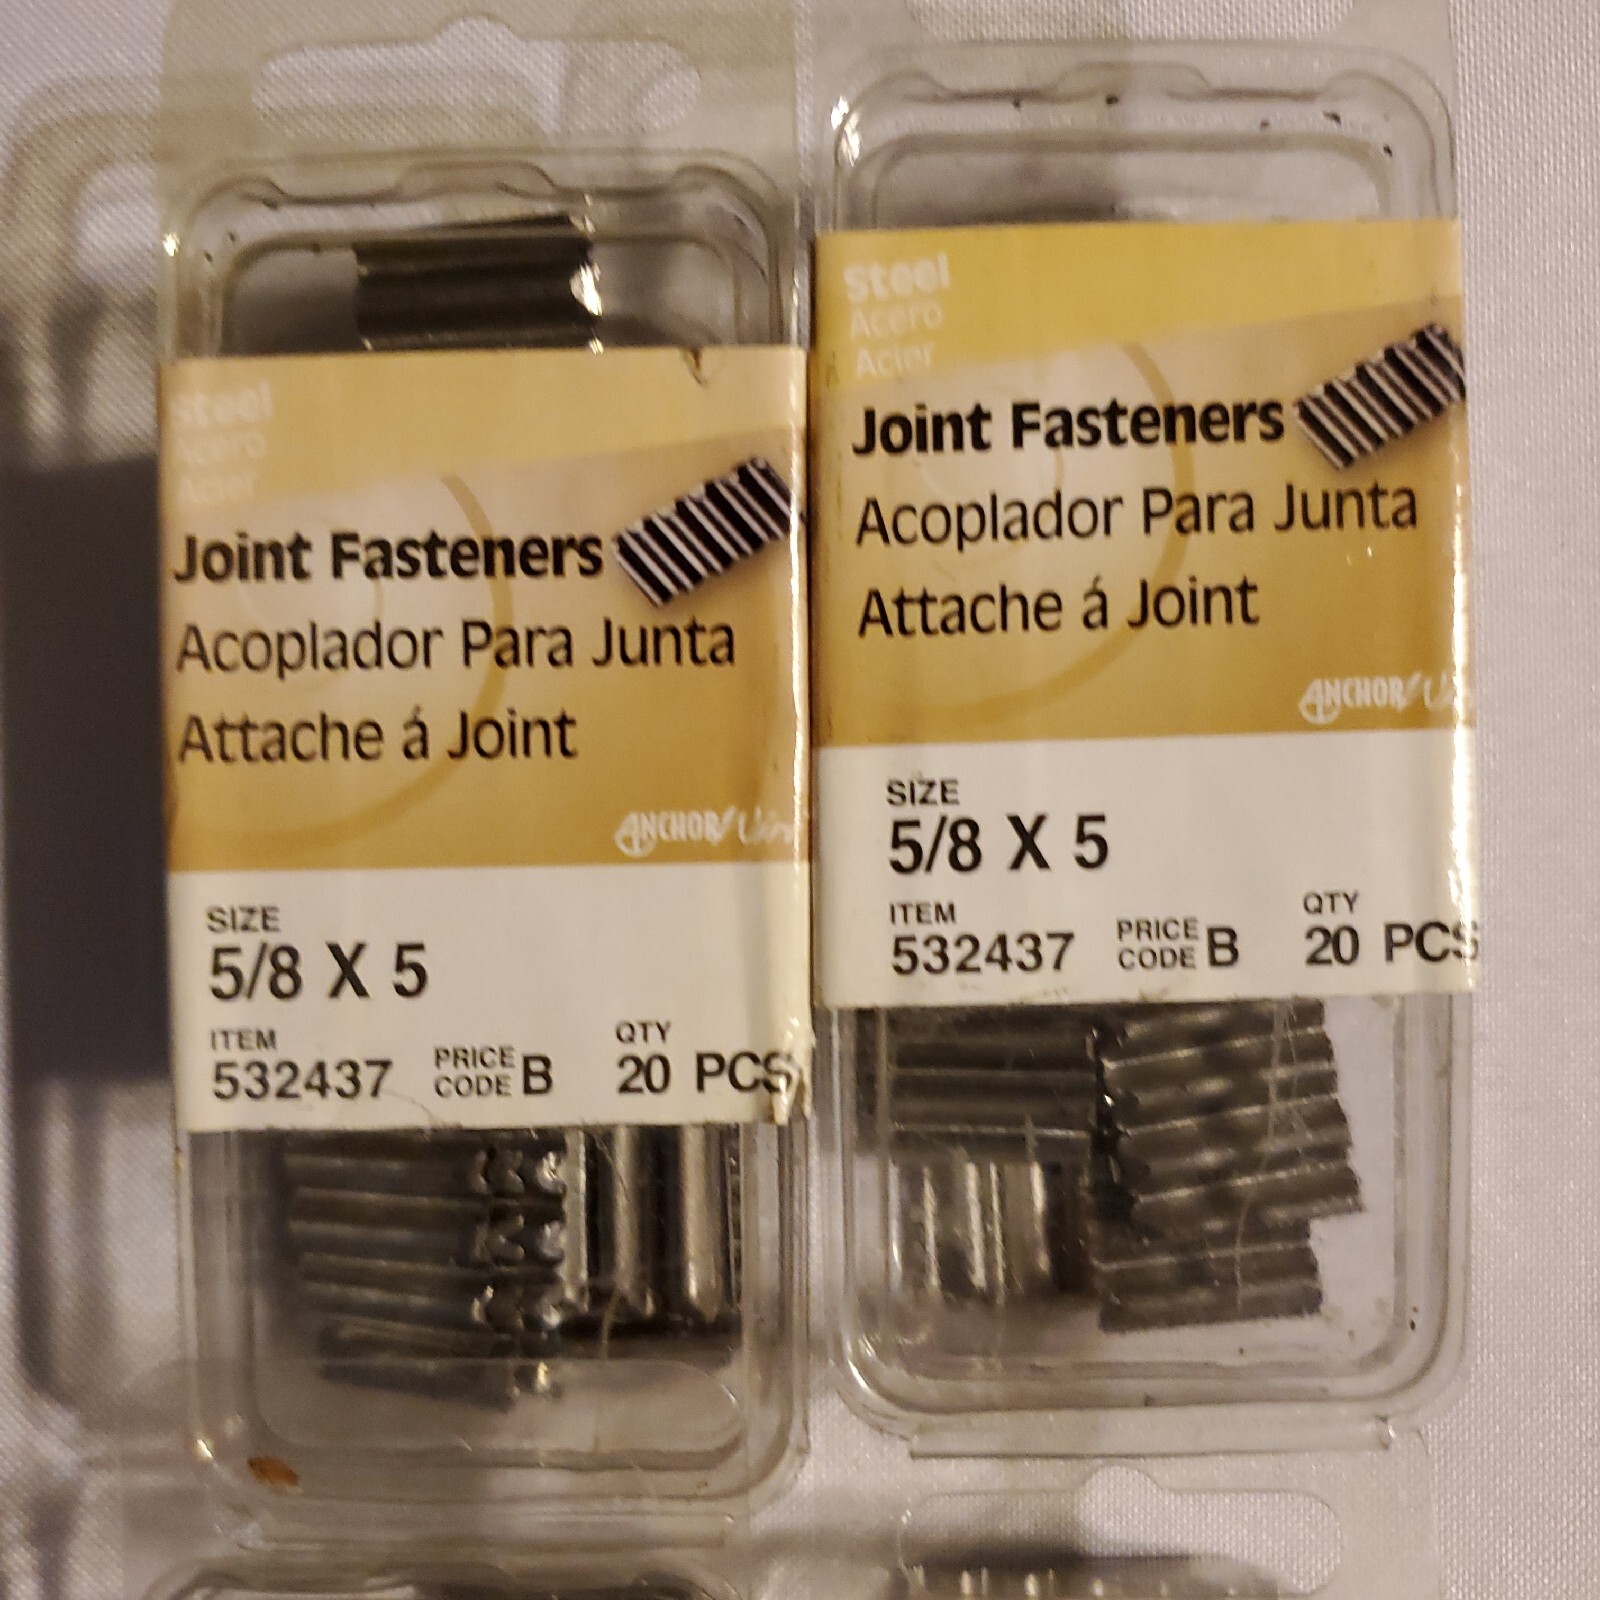 Steel
Acero
Acier
Joint Fasteners
Acoplador Para Junta
Attache á Joint
ANCHOR
SIZE
5/8 X 5
ITEM
532437
PRICE
CODE B
QTY
20 PCS
Steel
Acero
Acier
Joint Fasteners
Acoplador Para Junta
Attache á Joint
ANCHOR
SIZE
5/8 X 5
ITEM
532437
PRICE
CODE B
QTY
20 PCS